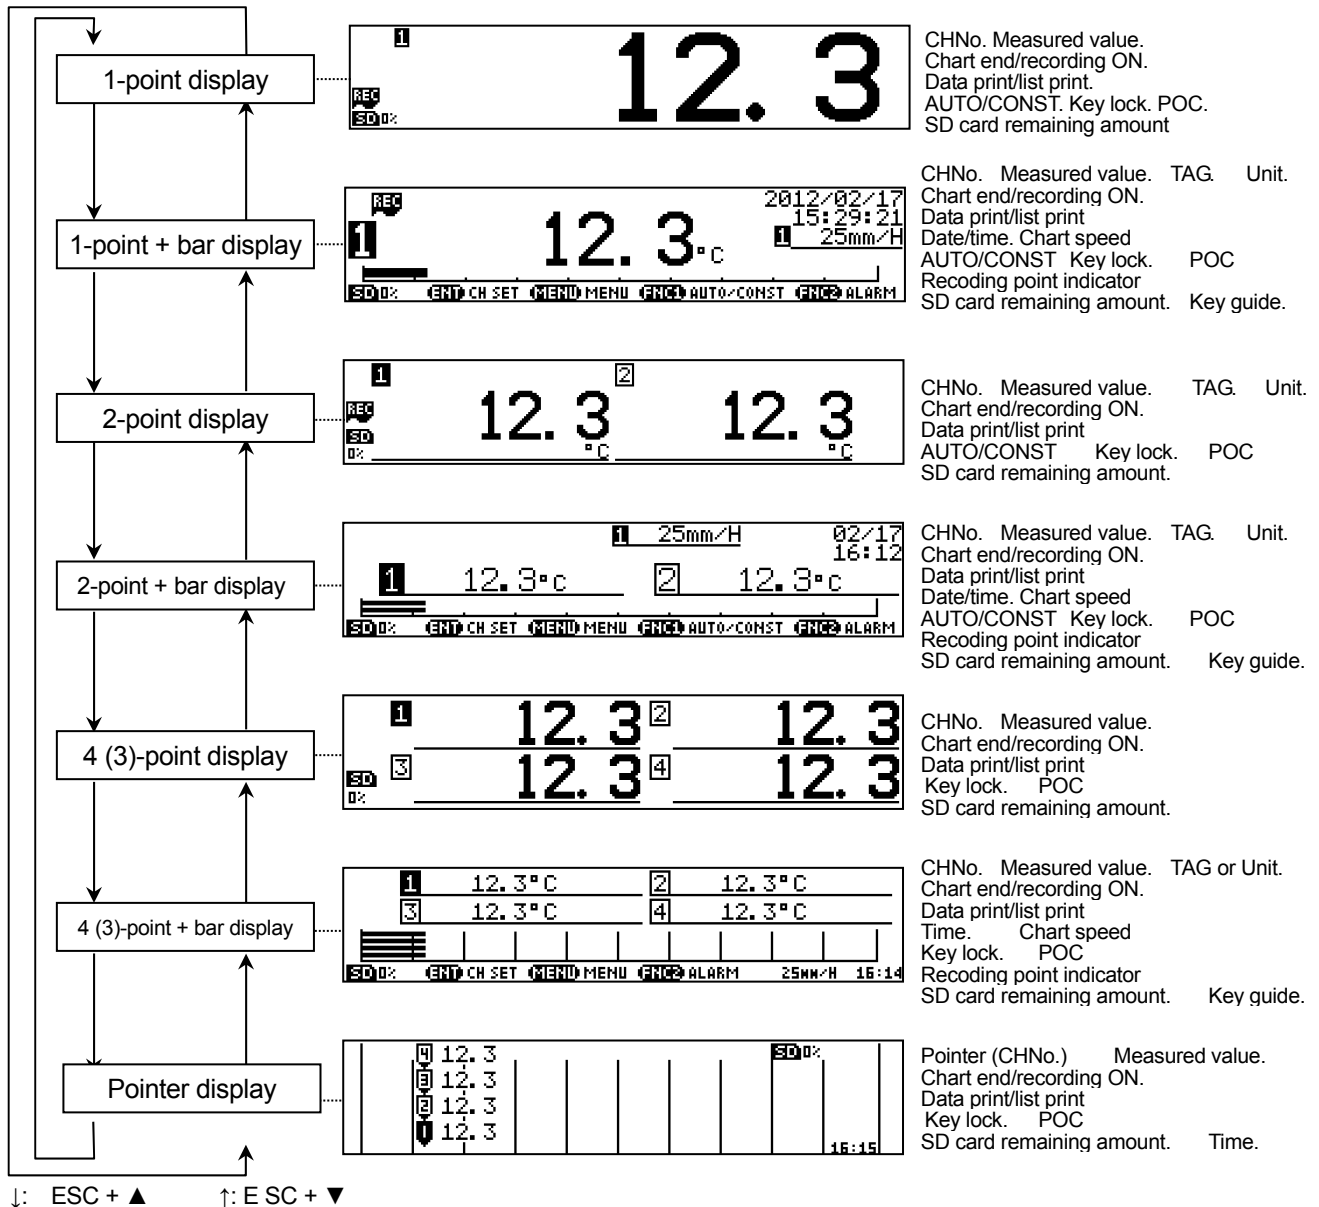 1-point display
1
12. 3
REC
SD 0%
CHNo. Measured value.
Chart end/recording ON.
Data print/list print.
AUTO/CONST. Key lock. POC.
SD card remaining amount
1-point + bar display
REC
2012/02/17
15:29:21
1 25mm/H
1 12. 3°C
SD 0% ENT CH SET MENU MENU FNC1 AUTO/CONST FNC2 ALARM
CHNo. Measured value. TAG. Unit.
Chart end/recording ON.
Data print/list print
Date/time. Chart speed
AUTO/CONST Key lock. POC
Recoding point indicator
SD card remaining amount. Key guide.
2-point display
1 2
REC
12. 3 12. 3
SD
0% °C °C
CHNo. Measured value. TAG. Unit.
Chart end/recording ON.
Data print/list print
AUTO/CONST Key lock. POC
SD card remaining amount.
2-point + bar display
1 25mm/H 02/17
16:12
1 12. 3°C 2 12. 3°C
SD 0% ENT CH SET MENU MENU FNC1 AUTO/CONST FNC2 ALARM
CHNo. Measured value. TAG. Unit.
Chart end/recording ON.
Data print/list print
Date/time. Chart speed
AUTO/CONST Key lock. POC
Recoding point indicator
SD card remaining amount. Key guide.
4 (3)-point display
1 12. 3 2 12. 3
3 12. 3 4 12. 3
SD
0%
CHNo. Measured value.
Chart end/recording ON.
Data print/list print
Key lock. POC
SD card remaining amount.
4 (3)-point + bar display
1 12. 3°C 2 12. 3°C
3 12. 3°C 4 12. 3°C
SD 0% ENT CH SET MENU MENU FNC2 ALARM 25MM/H 16:14
CHNo. Measured value. TAG or Unit.
Chart end/recording ON.
Data print/list print
Time. Chart speed
Key lock. POC
Recoding point indicator
SD card remaining amount. Key guide.
Pointer display
4 12. 3 SD 0%
3 12. 3
2 12. 3
1 12. 3
16:15
Pointer (CHNo.) Measured value.
Chart end/recording ON.
Data print/list print
Key lock. POC
SD card remaining amount. Time.
↓: ESC + ▲ ↑: E SC + ▼